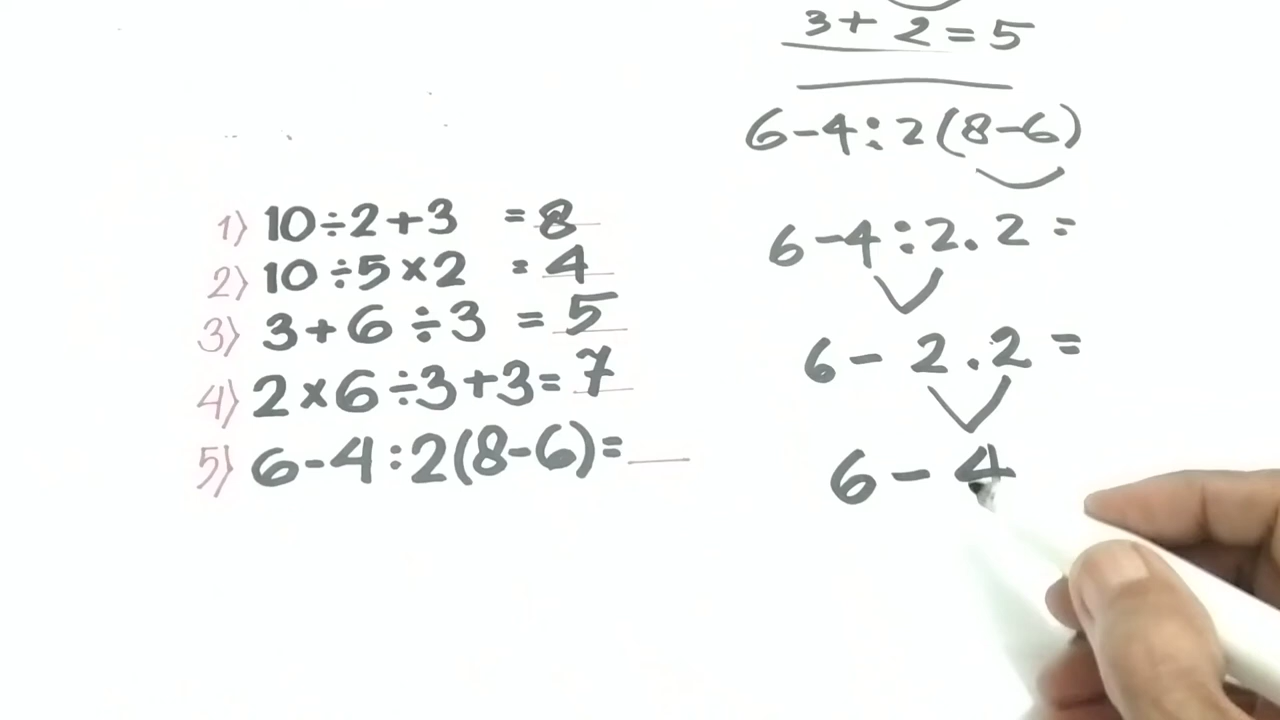 1) 10÷2+3 = 8
2) 10÷5×2 = 4
3) 3+6÷3 = 5
4) 2×6÷3+3= 7
5) 6-4:2(8-6)=
3+2=5
6-4:2(8-6)
6-4:2.2=
6-2.2=
6-4